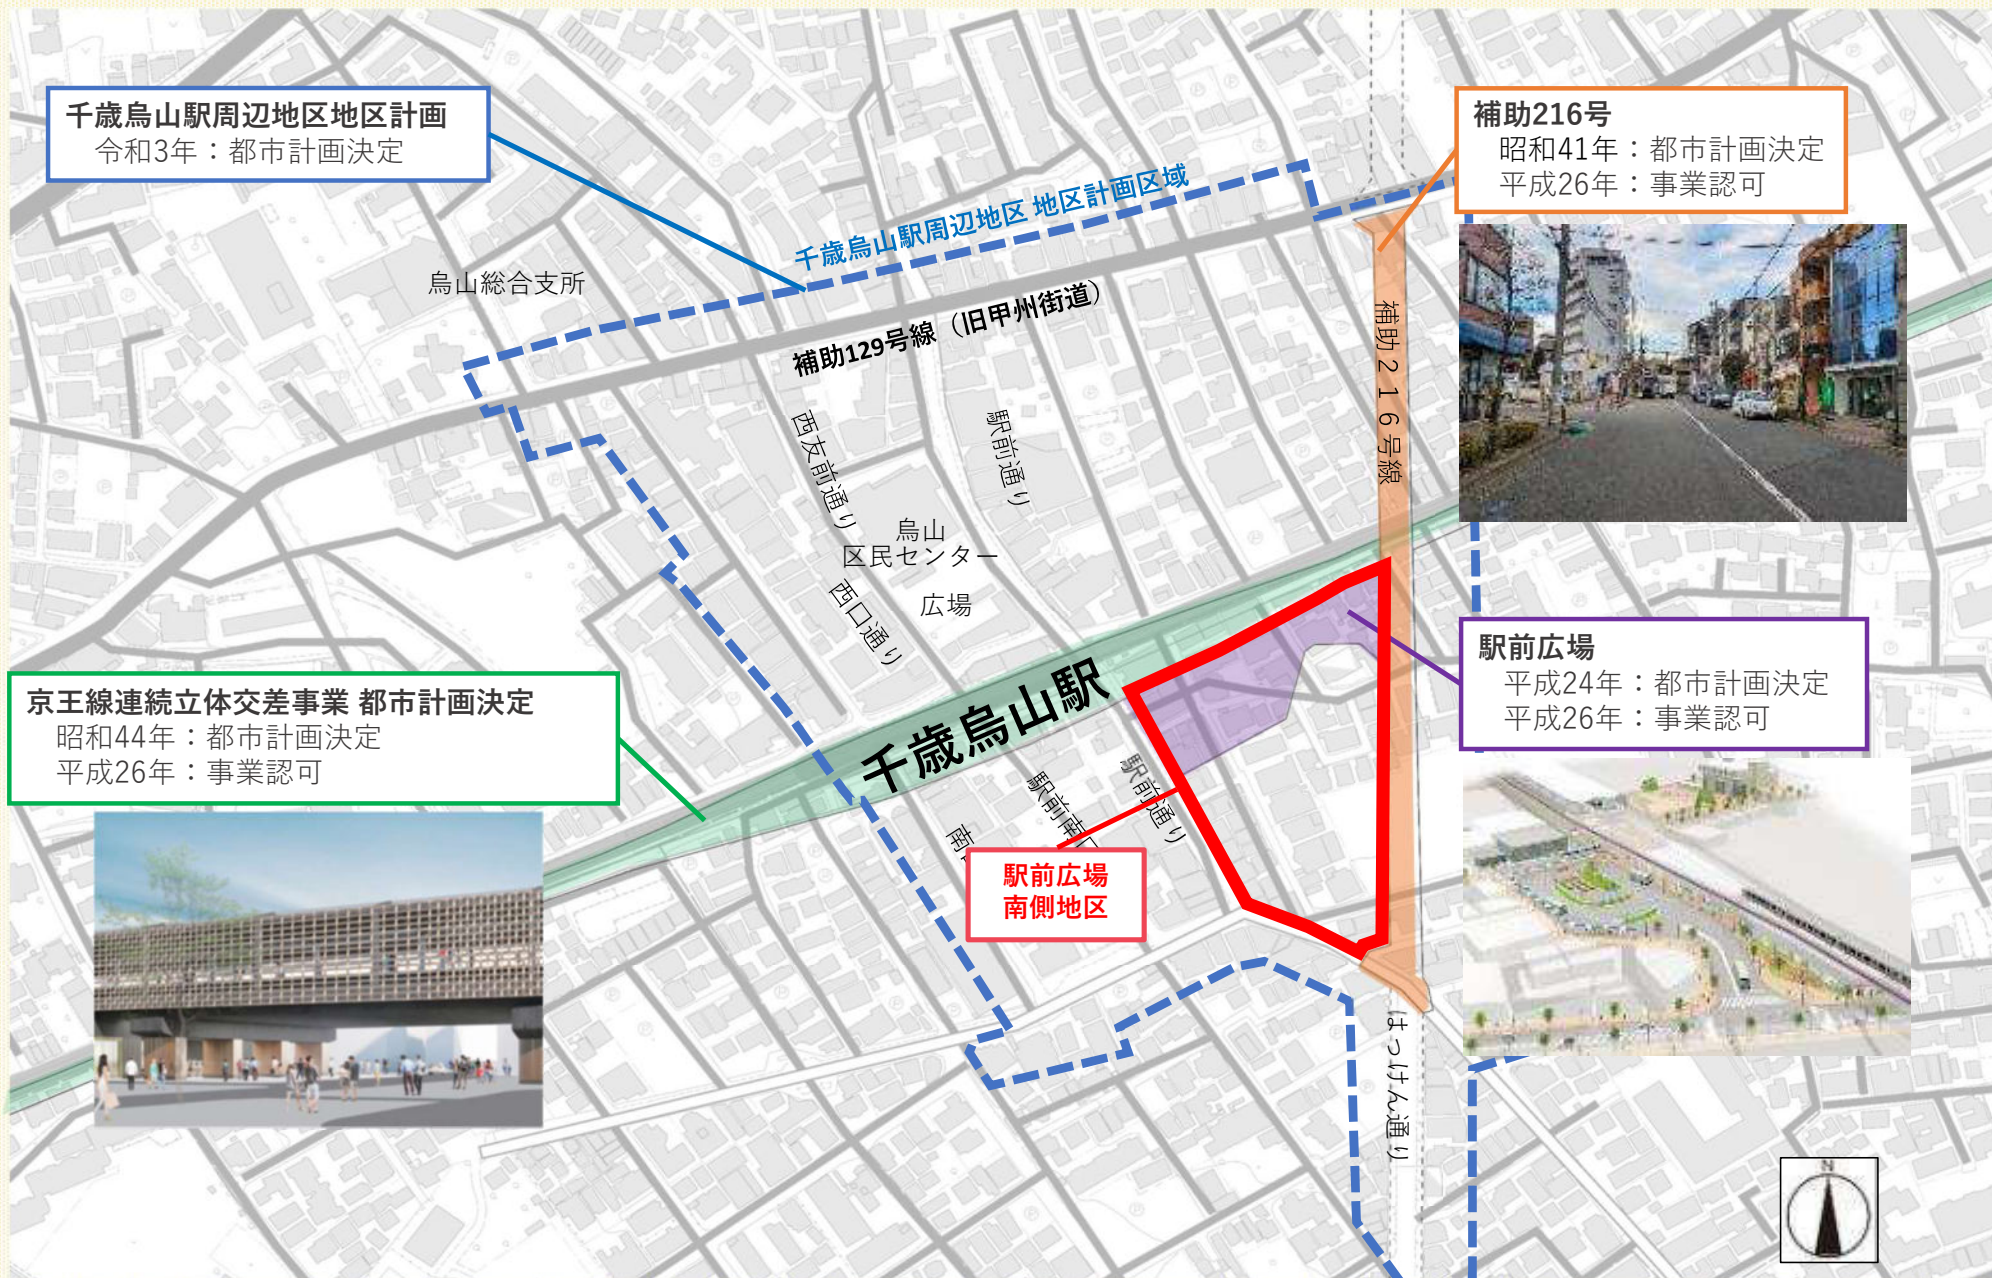 千歳烏山駅周辺地区地区計画
令和3年：都市計画決定
補助216号
昭和41年：都市計画決定
平成26年：事業認可
千歳烏山駅周辺地区 地区計画区域
烏山総合支所
補助129号線（旧甲州街道）
補助２１６号線
西友前通り
駅前通り
烏山
区民センター
広場
西口通り
千歳烏山駅
駅前広場
平成24年：都市計画決定
平成26年：事業認可
京王線連続立体交差事業 都市計画決定
昭和44年：都市計画決定
平成26年：事業認可
駅前通り
駅前南口
南
駅前広場
南側地区
はっけん通り
N